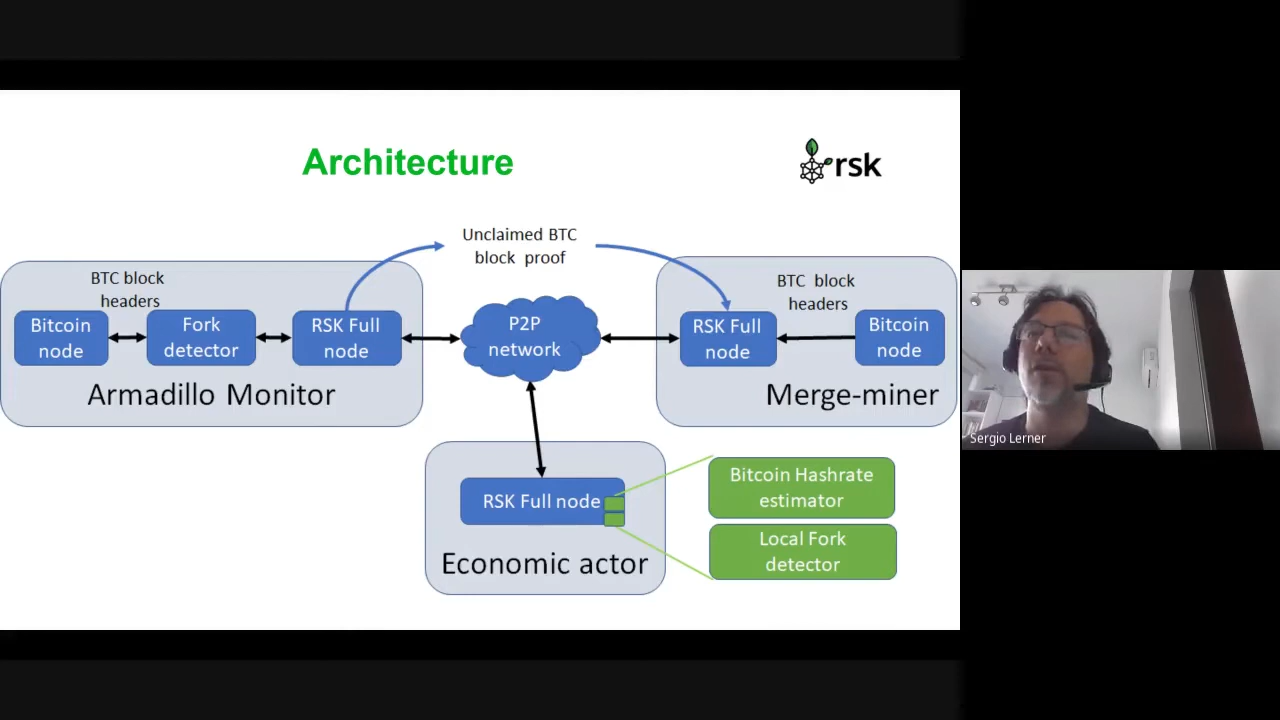 Architecture
rsk
Unclaimed BTC
block proof
BTC block
headers
Bitcoin
node
Fork
detector
RSK Full
node
Armadillo Monitor
P2P
network
BTC block
headers
RSK Full
node
Bitcoin
node
Merge-miner
RSK Full node
Economic actor
Bitcoin Hashrate
estimator
Local Fork
detector
Sergio Lerner